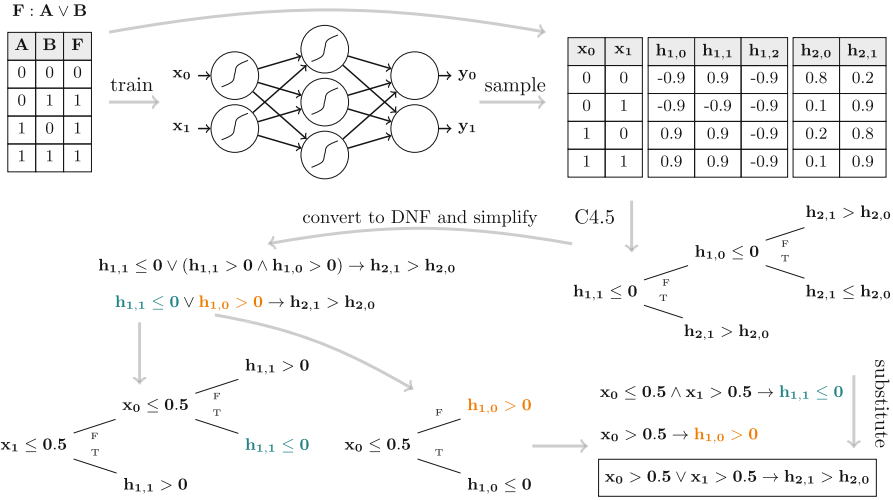 F : A ∨ B
A B F
0 0 0
0 1 1
1 0 1
1 1 1
train
x₀
x₁
y₀
y₁
sample
x₀ x₁ h₁,₀ h₁,₁ h₁,₂ h₂,₀ h₂,₁
0 0 -0.9 0.9 -0.9 0.8 0.2
0 1 -0.9 -0.9 -0.9 0.1 0.9
1 0 0.9 0.9 -0.9 0.2 0.8
1 1 0.9 0.9 -0.9 0.1 0.9
C4.5
h₁,₁ ≤ 0
F
T
h₁,₀ ≤ 0
F
T
h₂,₁ > h₂,₀
h₂,₁ ≤ h₂,₀
h₂,₁ > h₂,₀
convert to DNF and simplify
h₁,₁ ≤ 0 ∨ (h₁,₁ > 0 ∧ h₁,₀ > 0) → h₂,₁ > h₂,₀
h₁,₁ ≤ 0 ∨ h₁,₀ > 0 → h₂,₁ > h₂,₀
x₁ ≤ 0.5
F
T
x₀ ≤ 0.5
F
T
h₁,₁ > 0
h₁,₁ ≤ 0
h₁,₁ > 0
x₀ ≤ 0.5
F
T
h₁,₀ > 0
h₁,₀ ≤ 0
substitute
x₀ ≤ 0.5 ∧ x₁ > 0.5 → h₁,₁ ≤ 0
x₀ > 0.5 → h₁,₀ > 0
x₀ > 0.5 ∨ x₁ > 0.5 → h₂,₁ > h₂,₀